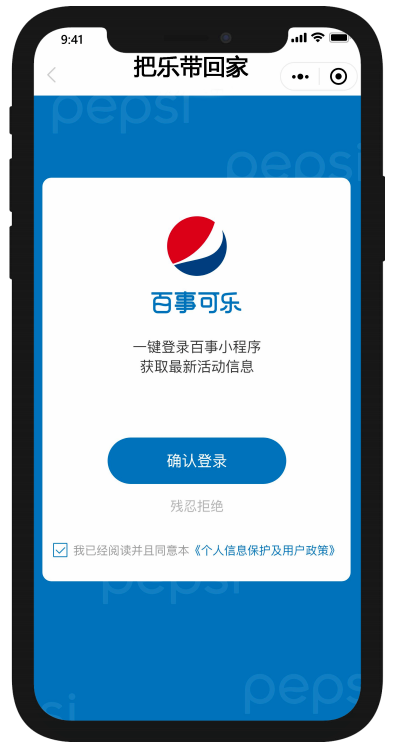 9:41
把乐带回家
pepsi
pepsi
百事可乐
一键登录百事小程序
获取最新活动信息
确认登录
残忍拒绝
我已经阅读并且同意本《个人信息保护及用户政策》
pepsi
pepsi
si